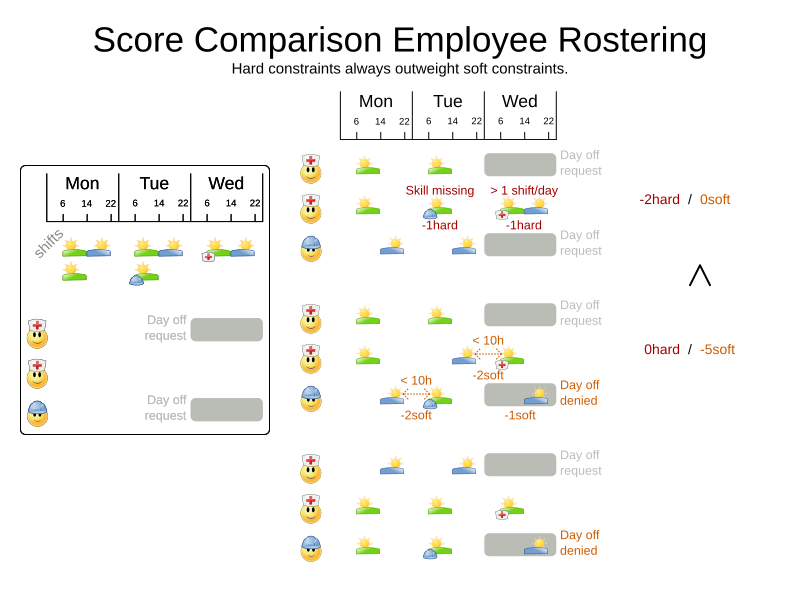 Score Comparison Employee Rostering
Hard constraints always outweight soft constraints.
Mon Tue Wed
6 14 22 6 14 22 6 14 22
shifts
Day off
request
Day off
request
Mon Tue Wed
6 14 22 6 14 22 6 14 22
Day off
request
Skill missing > 1 shift/day
-1hard -1hard
Day off
request
-2hard / 0soft
Day off
request
< 10h
-2soft
< 10h
-2soft
Day off
denied
-1soft
0hard / -5soft
Day off
request
Day off
denied